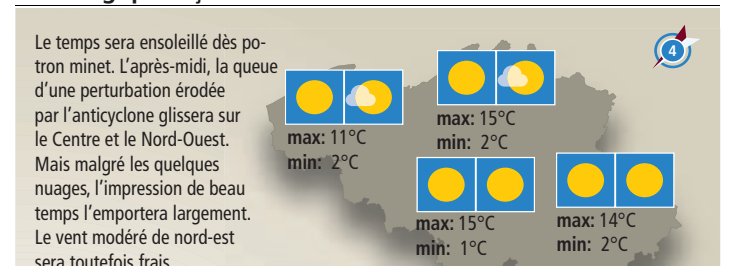 Le temps sera ensoleillé dès po-
tron minet. L'après-midi, la queue
d'une perturbation érodée
par l'anticyclone glissera sur
le Centre et le Nord-Ouest.
Mais malgré les quelques
nuages, l'impression de beau
temps l'emportera largement.
Le vent modéré de nord-est
sera toutefois frais
4
max: 11°C
min: 2°C
max: 15°C
min: 2°C
max: 15°C
min: 1°C
max: 14°C
min: 2°C